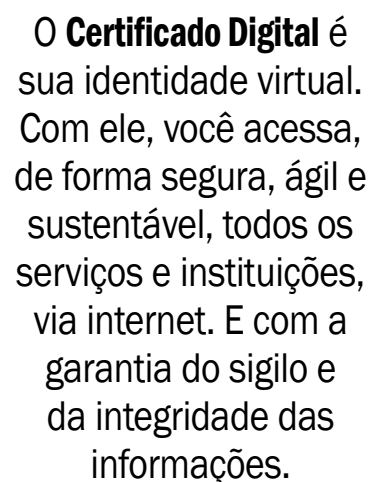 O Certificado Digital é
sua identidade virtual.
Com ele, você acessa,
de forma segura, ágil e
sustentável, todos os
serviços e instituições,
via internet. E com a
garantia do sigilo e
da integridade das
informações.